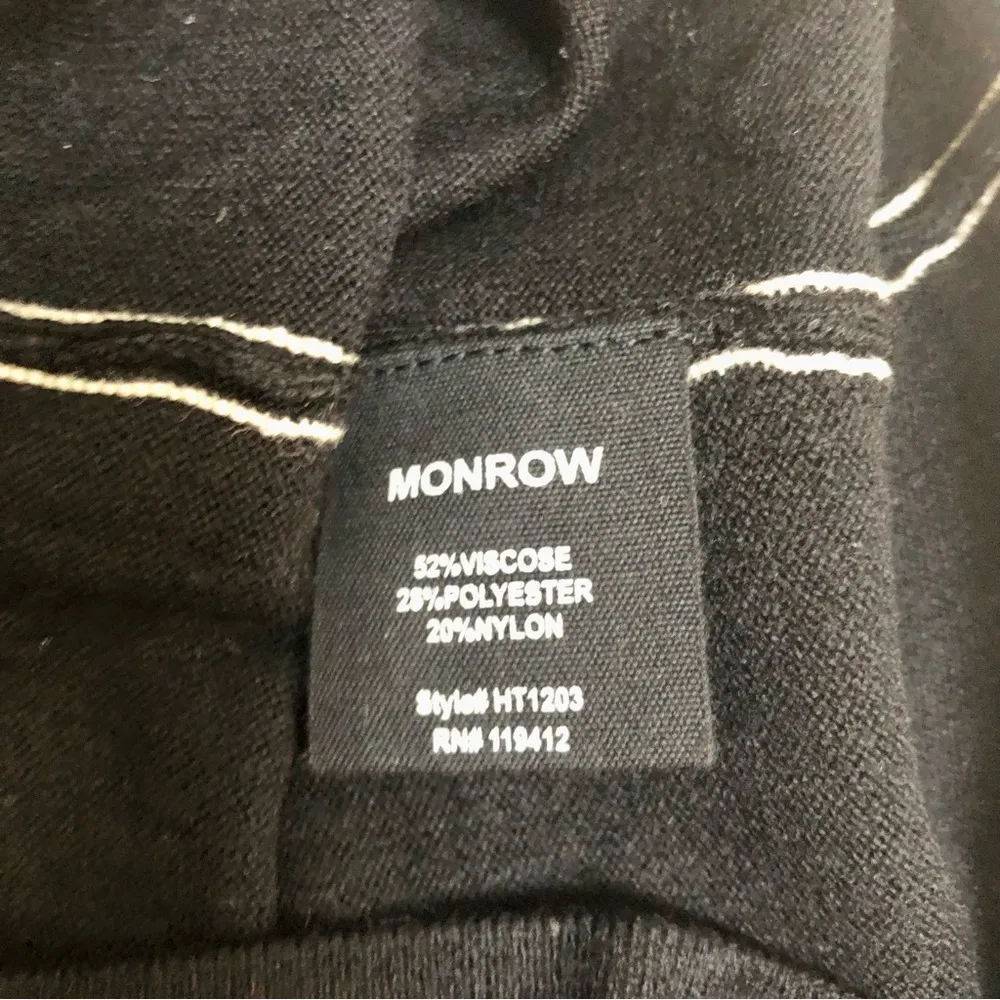 MONROW
52%VISCOSE
28%POLYESTER
20%NYLON
Style# HT1203
RN# 119412